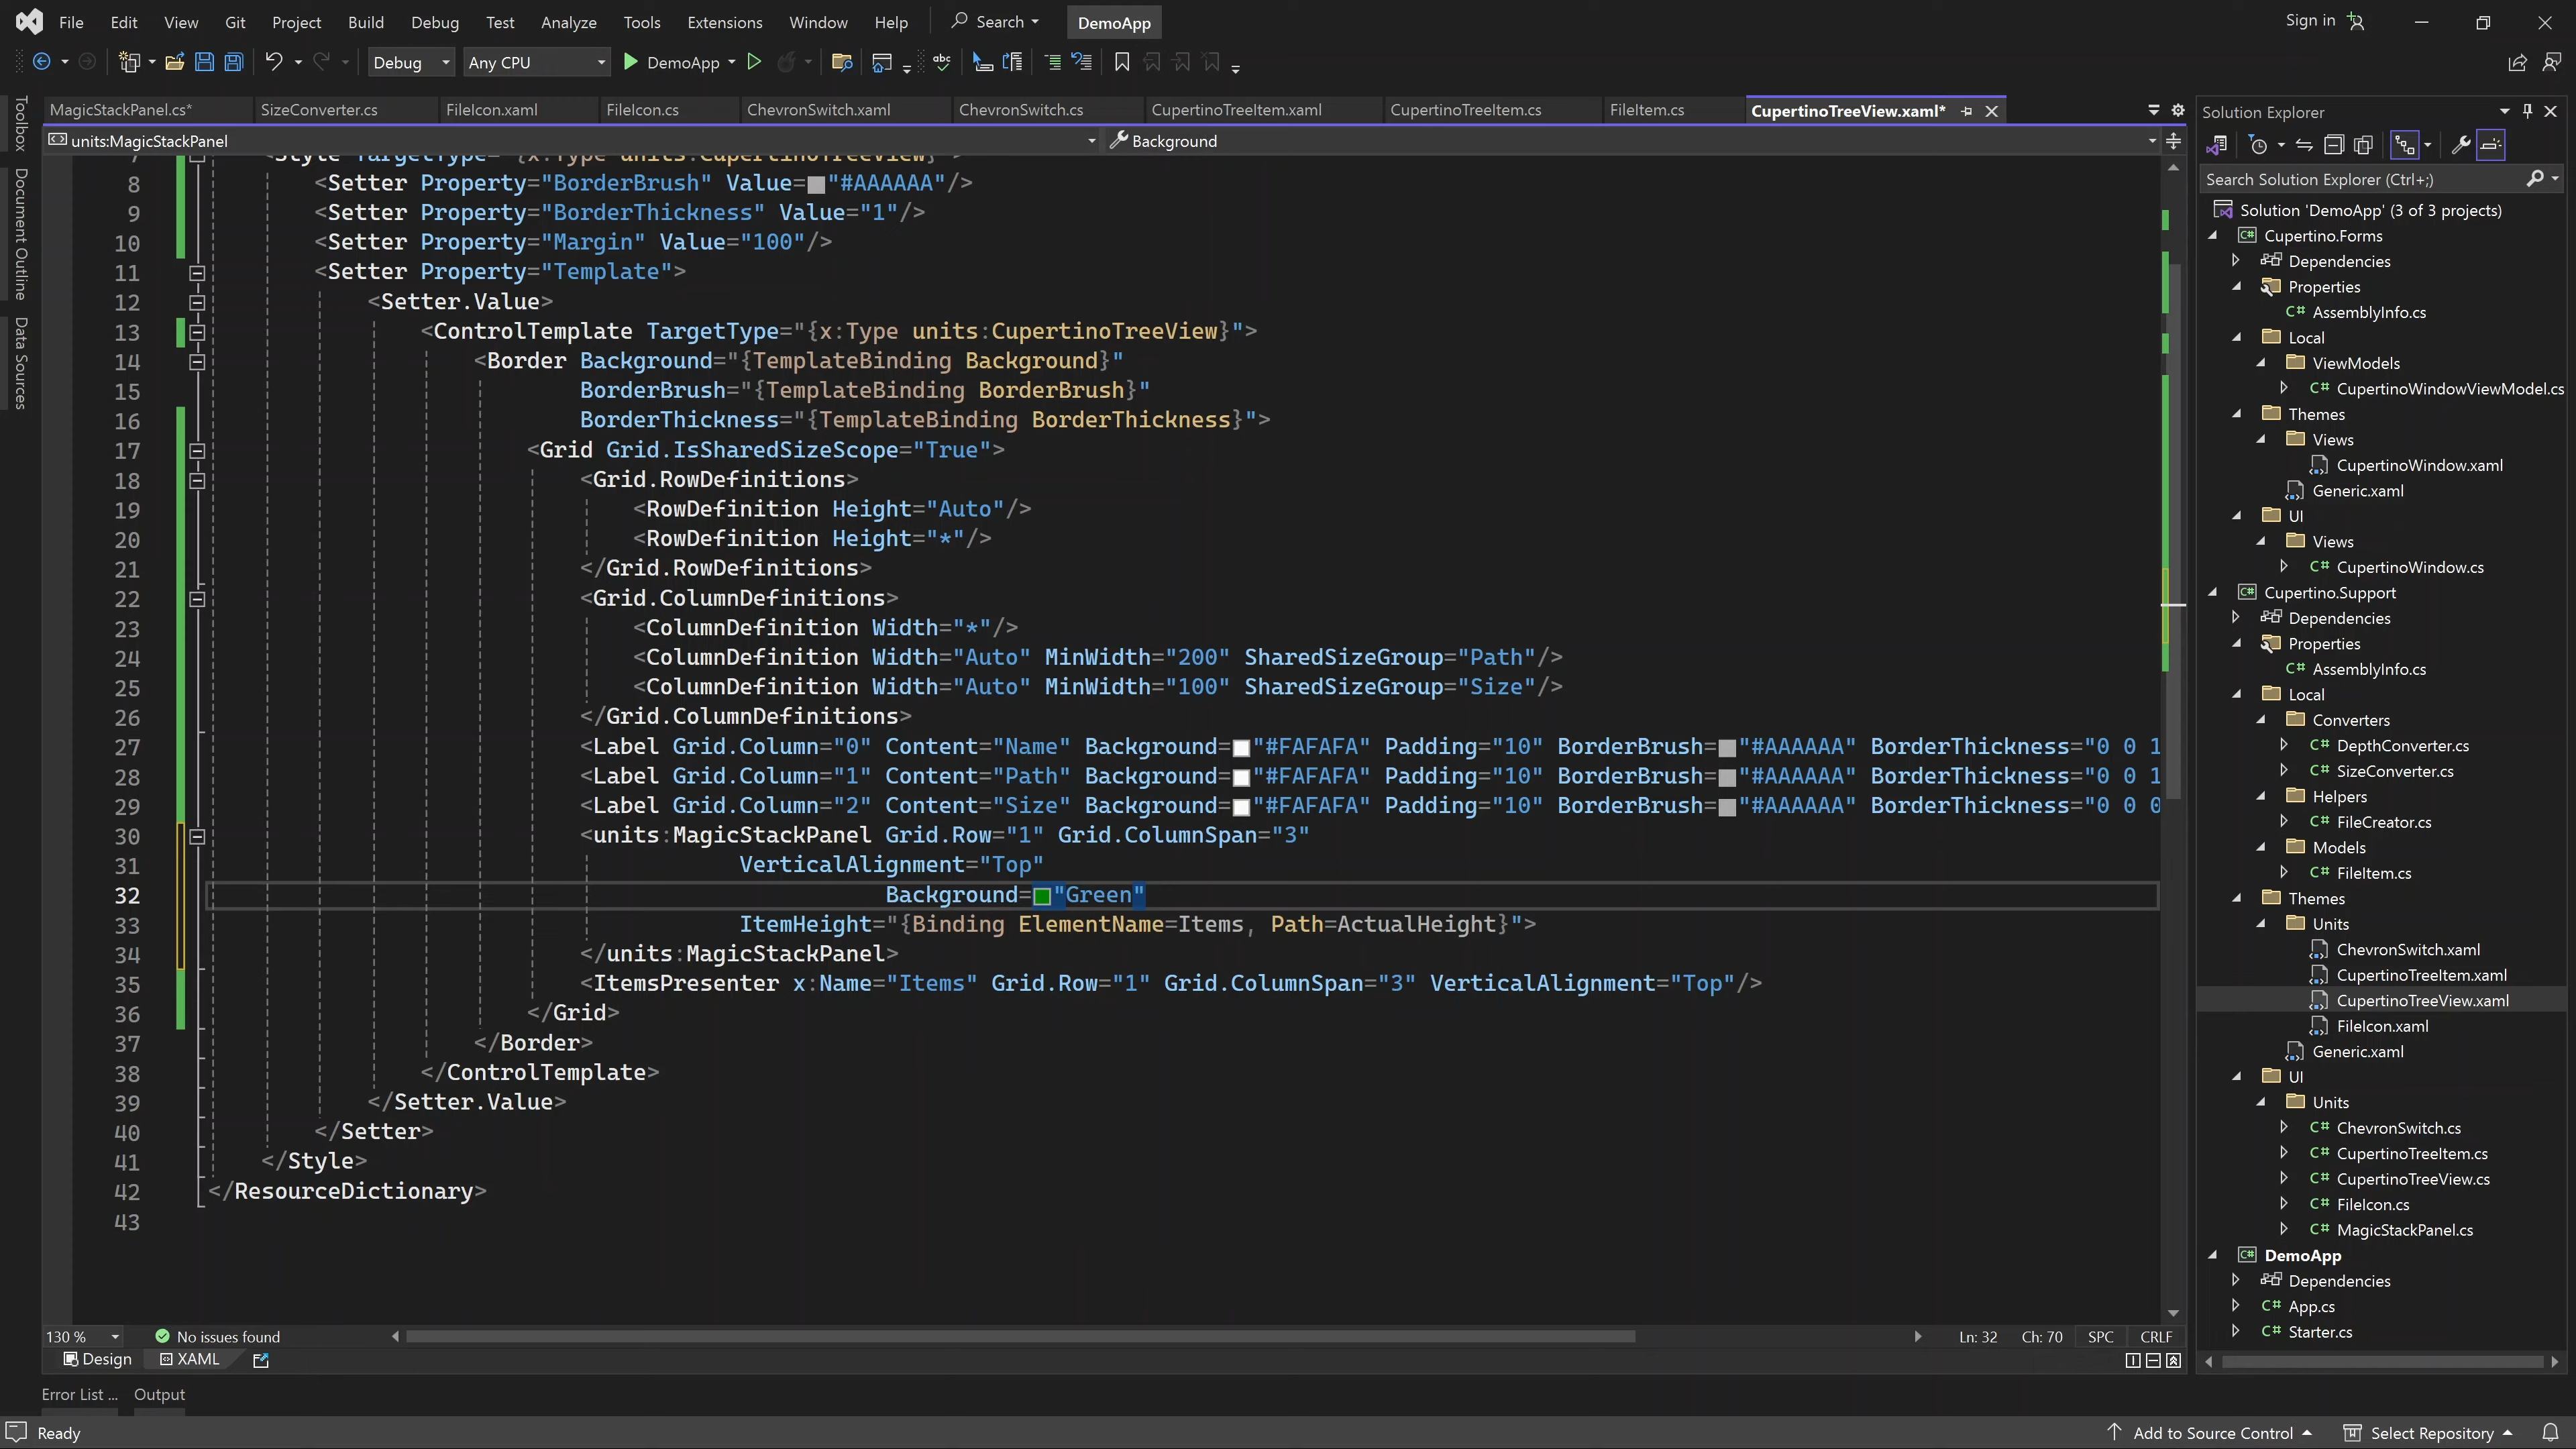 File Edit View Git Project Build Debug Test Analyze Tools Extensions Window Help Search DemoApp Sign in
Debug Any CPU DemoApp
MagicStackPanel.cs* SizeConverter.cs FileIcon.xaml FileIcon.cs ChevronSwitch.xaml ChevronSwitch.cs CupertinoTreeItem.xaml CupertinoTreeItem.cs FileItem.cs CupertinoTreeView.xaml*
units:MagicStackPanel Background
Toolbox
Document Outline
Data Sources
7 <Style TargetType="{x:Type units:CupertinoTreeView}">
8 <Setter Property="BorderBrush" Value="#AAAAAA"/>
9 <Setter Property="BorderThickness" Value="1"/>
10 <Setter Property="Margin" Value="100"/>
11 <Setter Property="Template">
12 <Setter.Value>
13 <ControlTemplate TargetType="{x:Type units:CupertinoTreeView}">
14 <Border Background="{TemplateBinding Background}"
15 BorderBrush="{TemplateBinding BorderBrush}"
16 BorderThickness="{TemplateBinding BorderThickness}">
17 <Grid Grid.IsSharedSizeScope="True">
18 <Grid.RowDefinitions>
19 <RowDefinition Height="Auto"/>
20 <RowDefinition Height="*"/>
21 </Grid.RowDefinitions>
22 <Grid.ColumnDefinitions>
23 <ColumnDefinition Width="*"/>
24 <ColumnDefinition Width="Auto" MinWidth="200" SharedSizeGroup="Path"/>
25 <ColumnDefinition Width="Auto" MinWidth="100" SharedSizeGroup="Size"/>
26 </Grid.ColumnDefinitions>
27 <Label Grid.Column="0" Content="Name" Background="#FAFAFA" Padding="10" BorderBrush="#AAAAAA" BorderThickness="0 0 1
28 <Label Grid.Column="1" Content="Path" Background="#FAFAFA" Padding="10" BorderBrush="#AAAAAA" BorderThickness="0 0 1
29 <Label Grid.Column="2" Content="Size" Background="#FAFAFA" Padding="10" BorderBrush="#AAAAAA" BorderThickness="0 0 0
30 <units:MagicStackPanel Grid.Row="1" Grid.ColumnSpan="3"
31 VerticalAlignment="Top"
32 Background="Green"
33 ItemHeight="{Binding ElementName=Items, Path=ActualHeight}">
34 </units:MagicStackPanel>
35 <ItemsPresenter x:Name="Items" Grid.Row="1" Grid.ColumnSpan="3" VerticalAlignment="Top"/>
36 </Grid>
37 </Border>
38 </ControlTemplate>
39 </Setter.Value>
40 </Setter>
41 </Style>
42 </ResourceDictionary>
43
130 % No issues found Ln: 32 Ch: 70 SPC CRLF
Design XAML
Error List ... Output
Ready Add to Source Control Select Repository
Solution Explorer
Search Solution Explorer (Ctrl+;)
Solution 'DemoApp' (3 of 3 projects)
Cupertino.Forms
Dependencies
Properties
AssemblyInfo.cs
Local
ViewModels
CupertinoWindowViewModel.cs
Themes
Views
CupertinoWindow.xaml
Generic.xaml
UI
Views
CupertinoWindow.cs
Cupertino.Support
Dependencies
Properties
AssemblyInfo.cs
Local
Converters
DepthConverter.cs
SizeConverter.cs
Helpers
FileCreator.cs
Models
FileItem.cs
Themes
Units
ChevronSwitch.xaml
CupertinoTreeItem.xaml
CupertinoTreeView.xaml
FileIcon.xaml
Generic.xaml
UI
Units
ChevronSwitch.cs
CupertinoTreeItem.cs
CupertinoTreeView.cs
FileIcon.cs
MagicStackPanel.cs
DemoApp
Dependencies
App.cs
Starter.cs